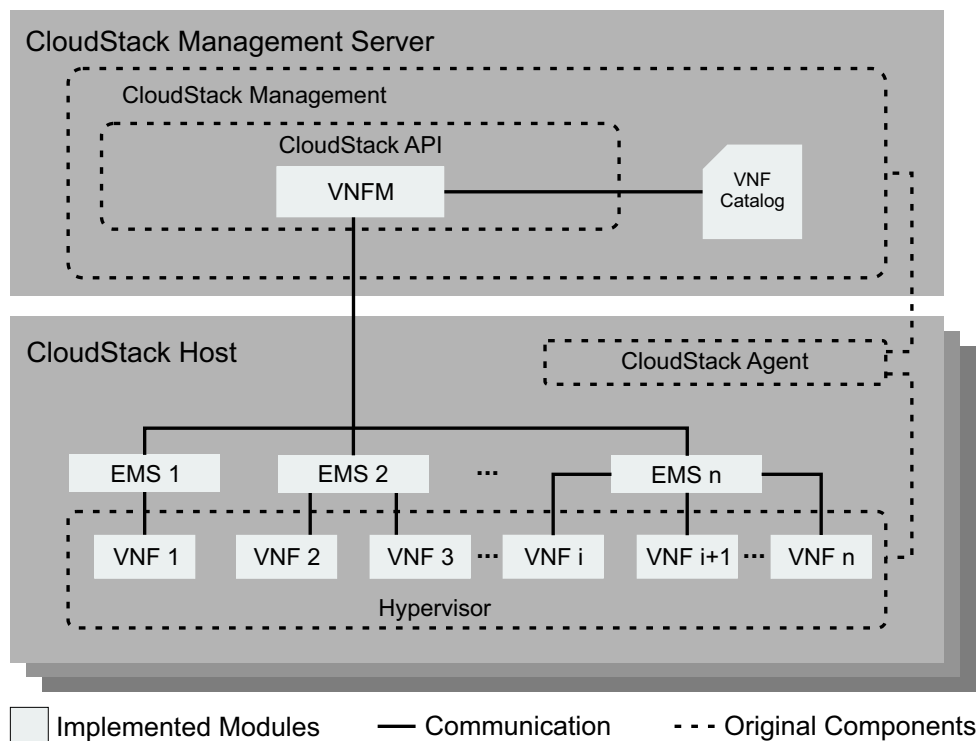 CloudStack Management Server
CloudStack Management
CloudStack API
VNFM
VNF
Catalog
CloudStack Host
CloudStack Agent
EMS 1
EMS 2
...
EMS n
VNF 1
VNF 2
VNF 3
...
VNF i
VNF i+1
...
VNF n
Hypervisor
Implemented Modules
Communication
Original Components